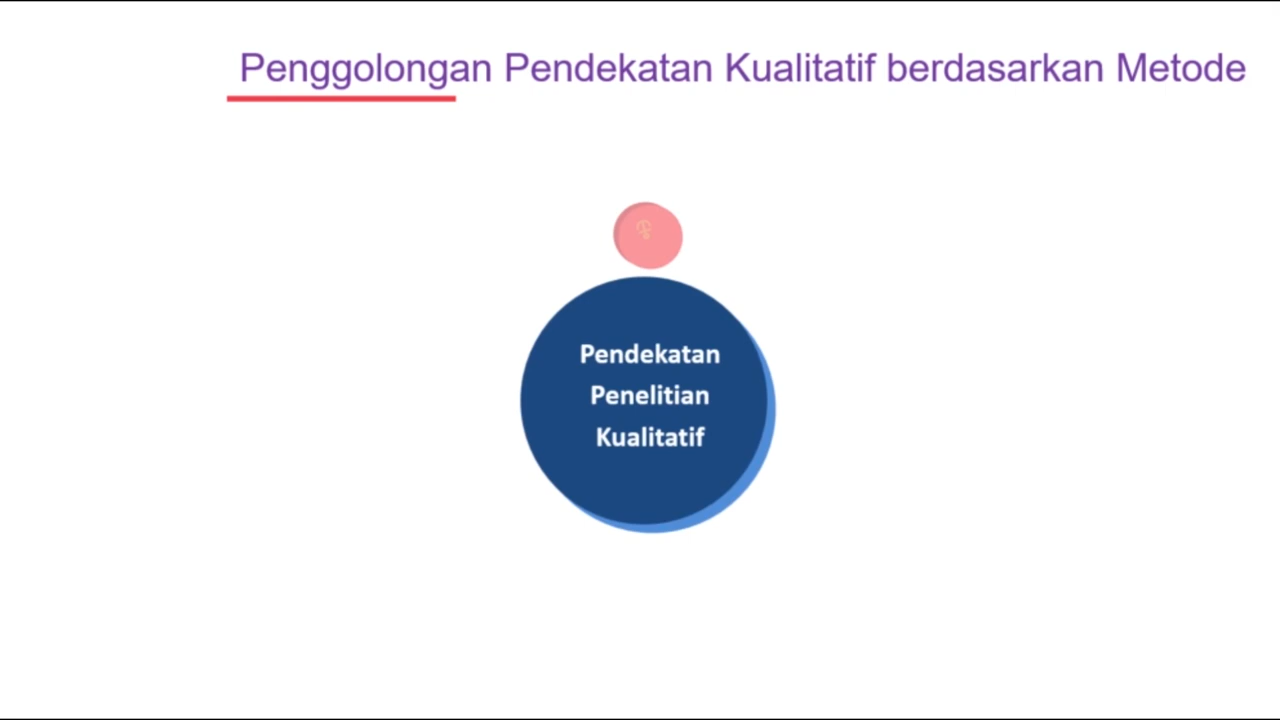 Penggolongan Pendekatan Kualitatif berdasarkan Metode
Pendekatan
Penelitian
Kualitatif